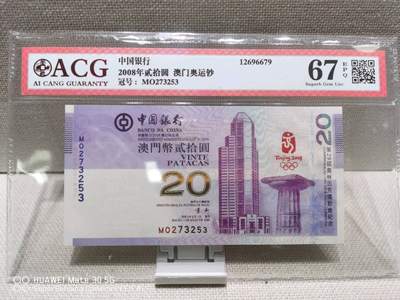 ACG
AI CANG GUARANTY
中国银行
2008年贰拾圆 澳门奥运钞
冠号: MO273253
12696679
67 EPQ
Superb Gem Unc
中國銀行
BANCO DA CHINA
澳門幣貳拾圓
VINTE
PATACAS
20
MO273253
MO273253
Beijing 2008
20
HUAWEI Mate 30 5G